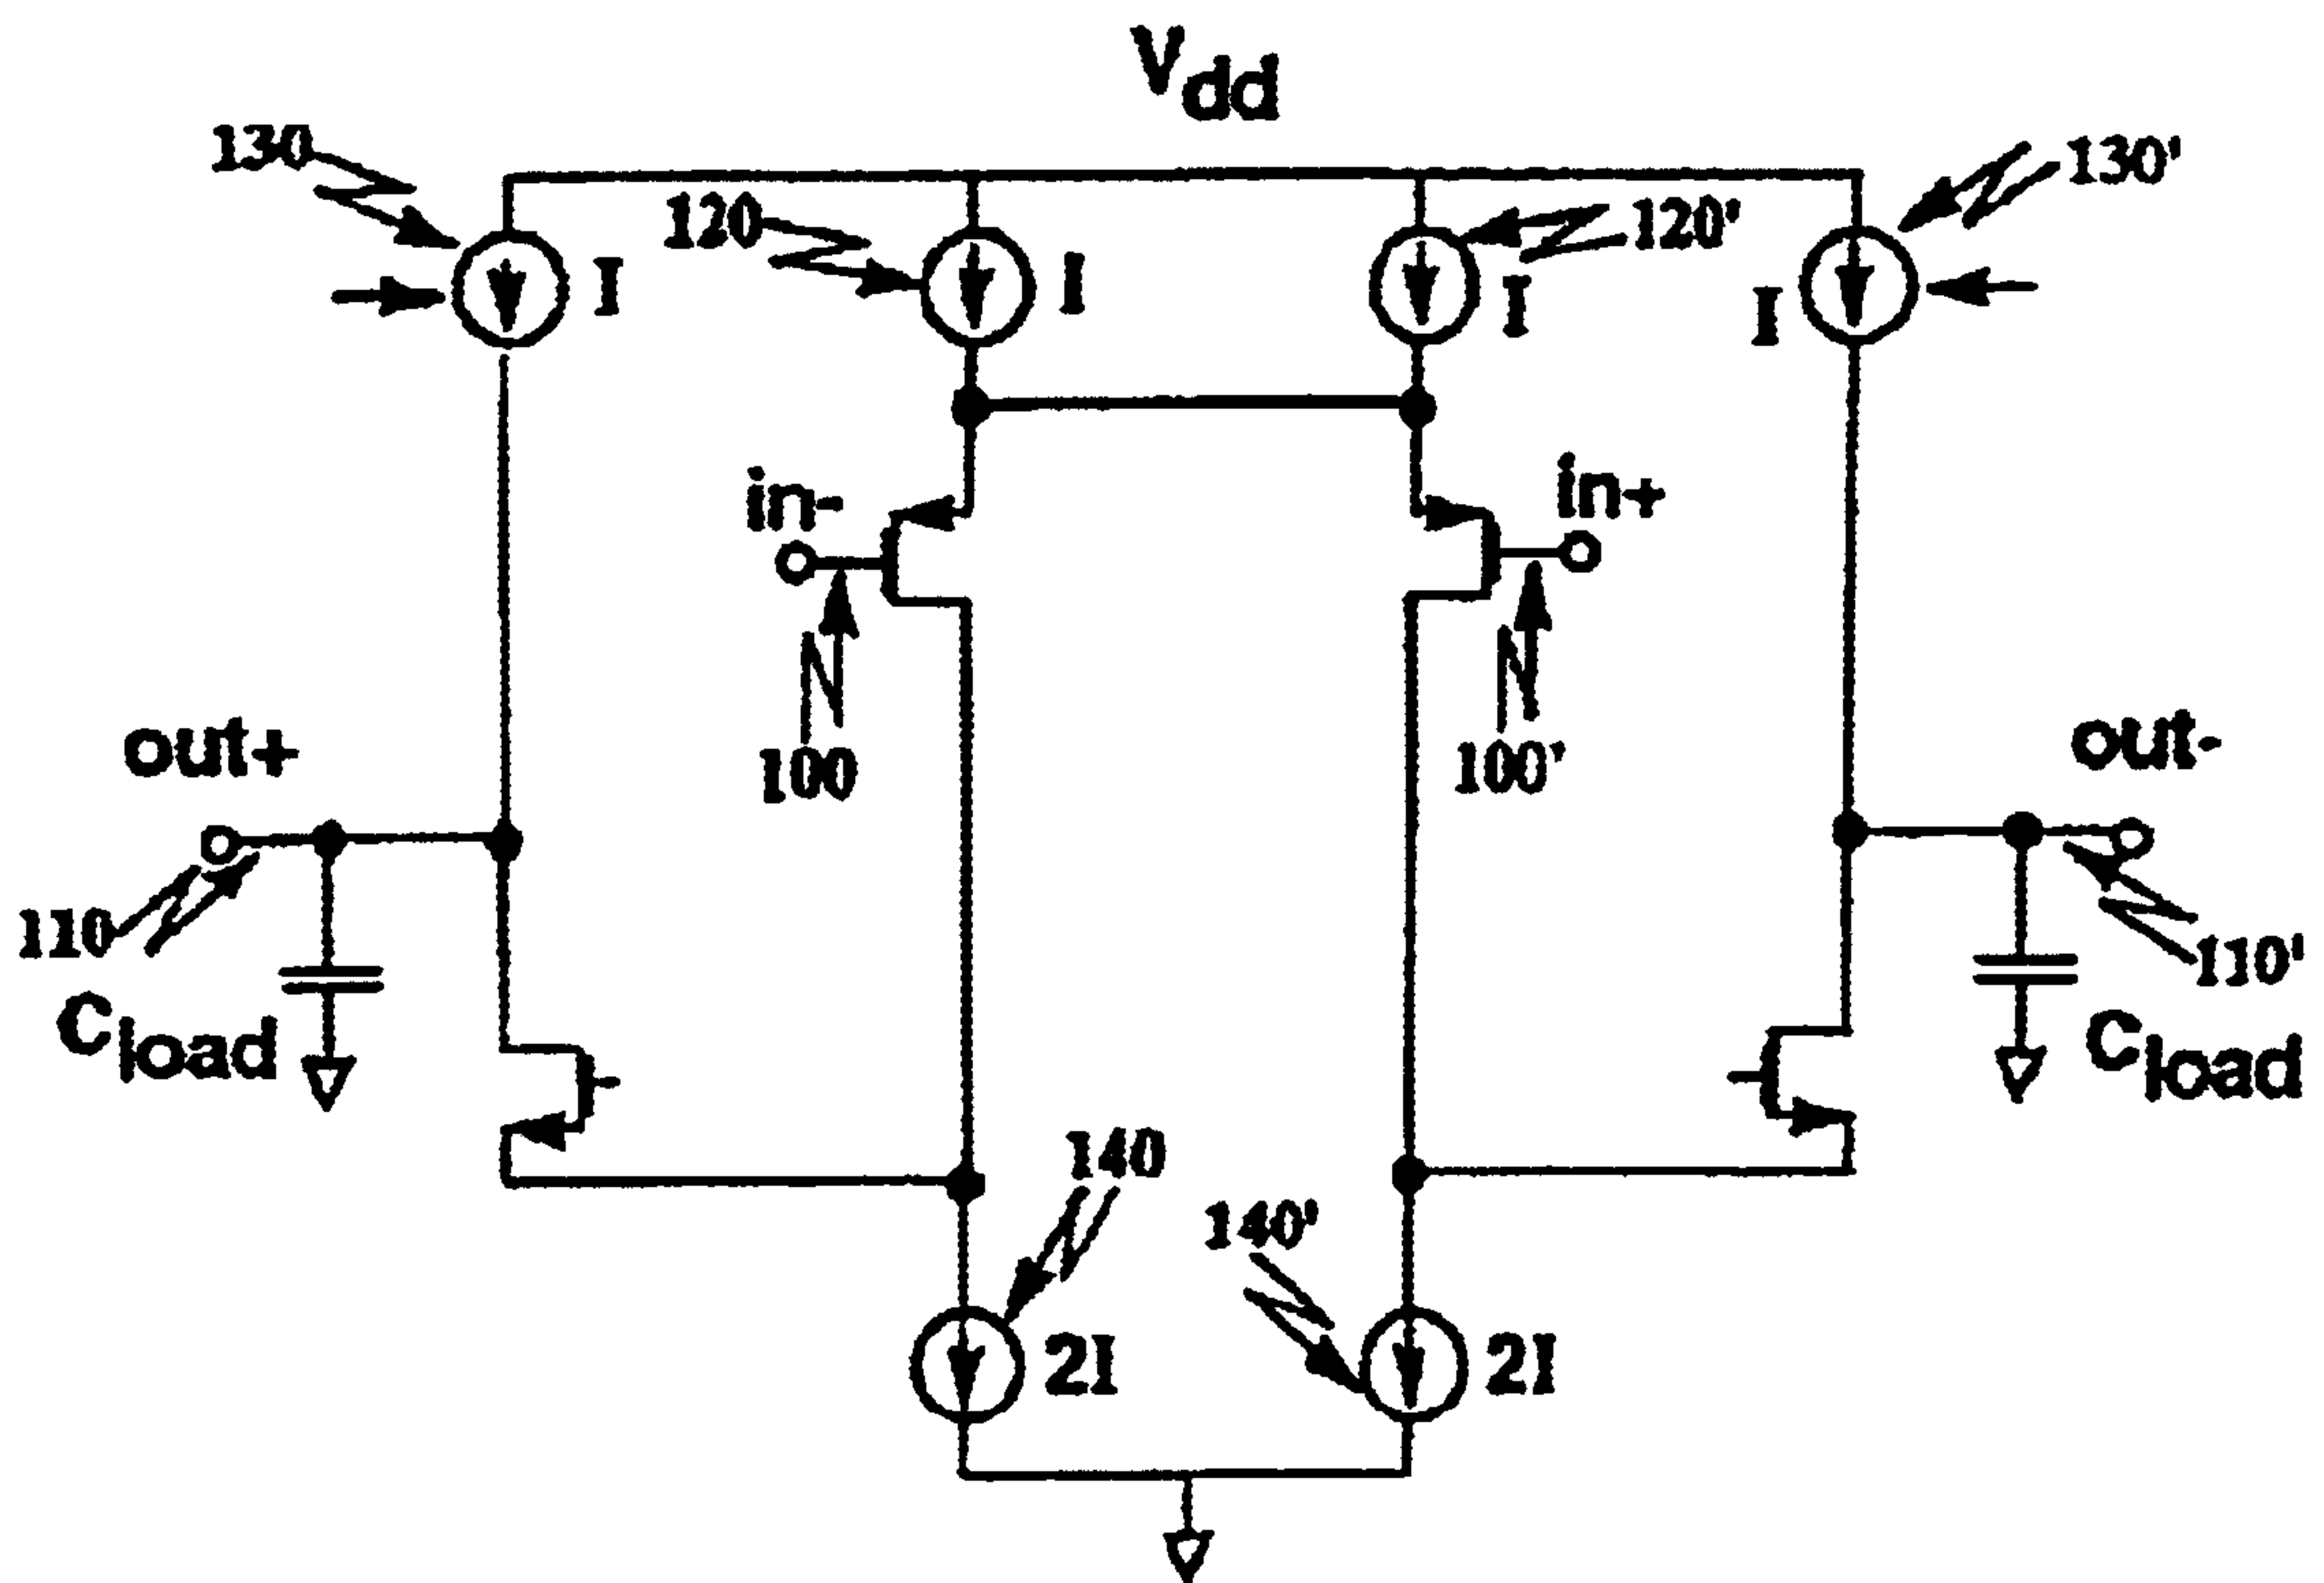 Vdd
130
130'
120
120'
I
I
I
I
in-
in+
100
100'
out+
out-
110
110'
Cload
Cload
140
140'
2I
2I